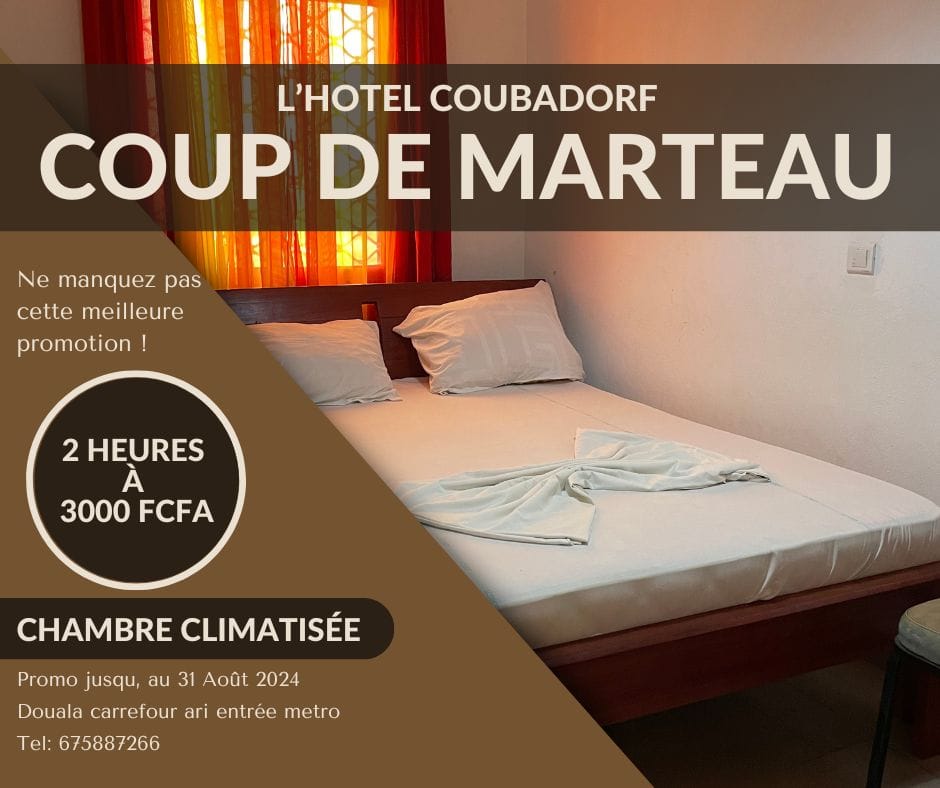 L'HOTEL COUBADORF
COUP DE MARTEAU
Ne manquez pas
cette meilleure
promotion !
2 HEURES
À
3000 FCFA
CHAMBRE CLIMATISÉE
Promo jusqu, au 31 Août 2024
Douala carrefour ari entrée metro
Tel: 675887266